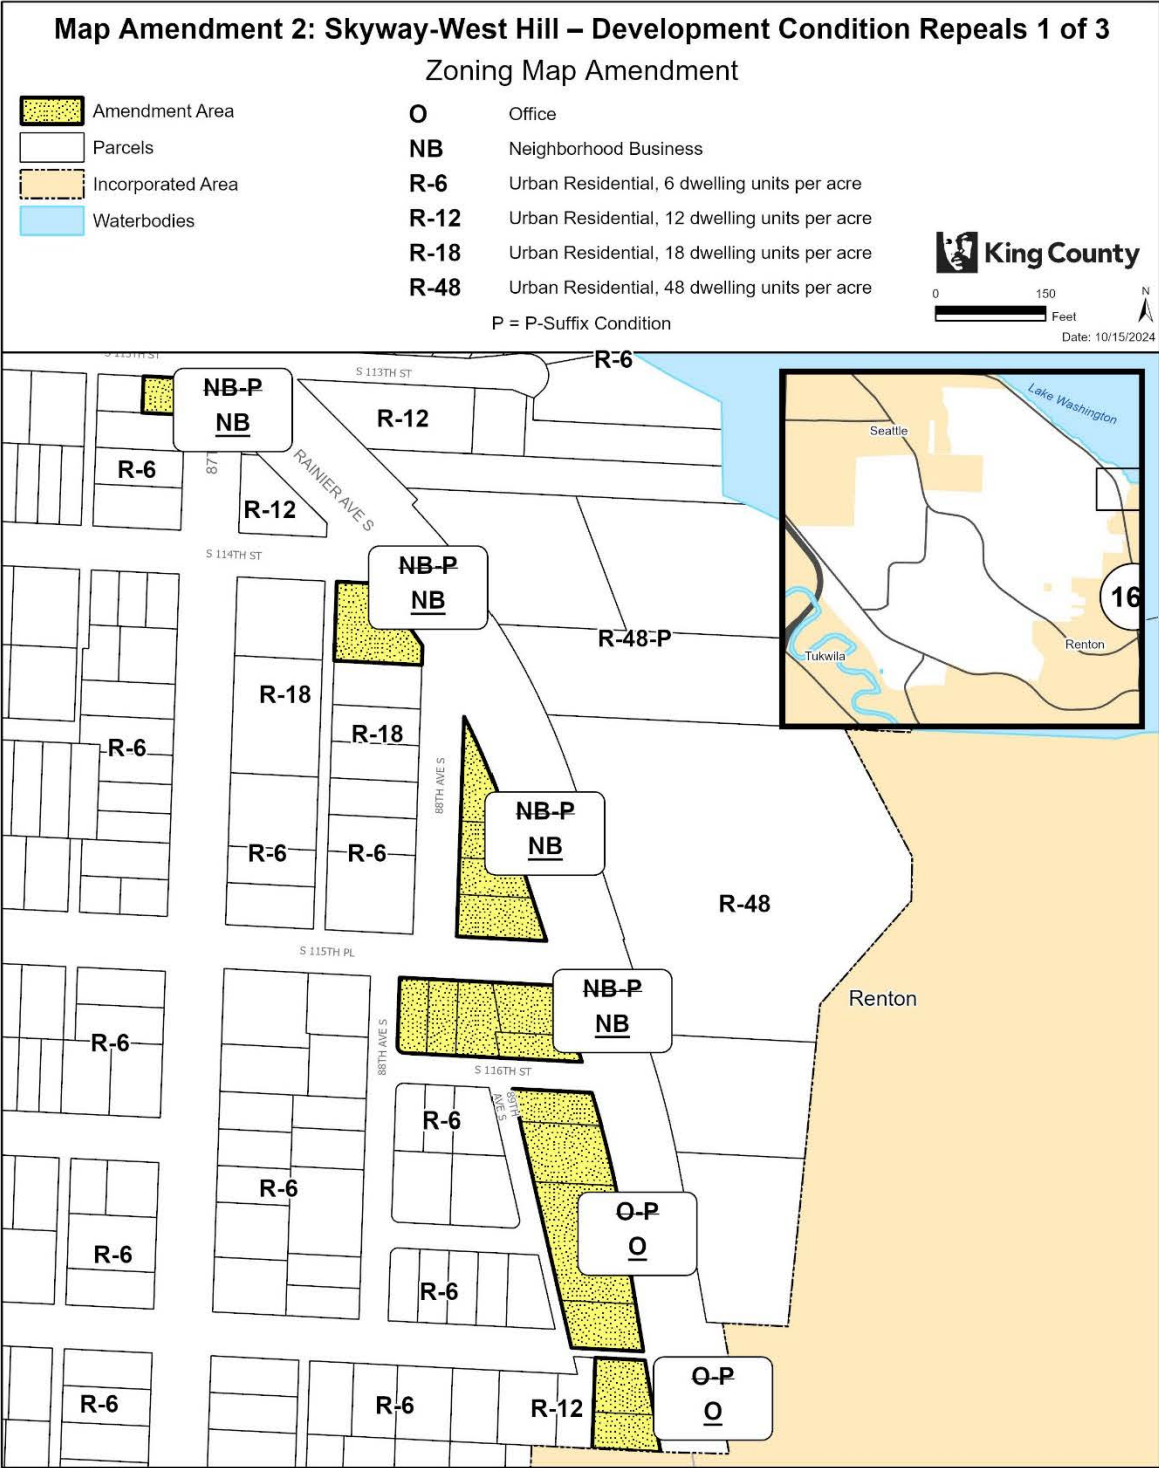 Map Amendment 2: Skyway-West Hill – Development Condition Repeals 1 of 3
Zoning Map Amendment
Amendment Area
Parcels
Incorporated Area
Waterbodies
O Office
NB Neighborhood Business
R-6 Urban Residential, 6 dwelling units per acre
R-12 Urban Residential, 12 dwelling units per acre
R-18 Urban Residential, 18 dwelling units per acre
R-48 Urban Residential, 48 dwelling units per acre
P = P-Suffix Condition
King County
0 150
Feet
N
Date: 10/15/2024
S 113TH ST
R-6
S 113TH ST
NB-P
NB
R-12
Lake Washington
Seattle
R-6
87T
RAINIER AVE S
R-12
S 114TH ST
NB-P
NB
16
R-48-P
Renton
Tukwila
R-18
R-18
R-6
88TH AVE S
NB-P
NB
R-6
R-6
R-48
S 115TH PL
NB-P
NB
Renton
R-6
88TH AVE S
S 116TH ST
89TH
AVE S
R-6
R-6
O-P
O
R-6
R-6
O-P
O
R-6
R-6
R-12